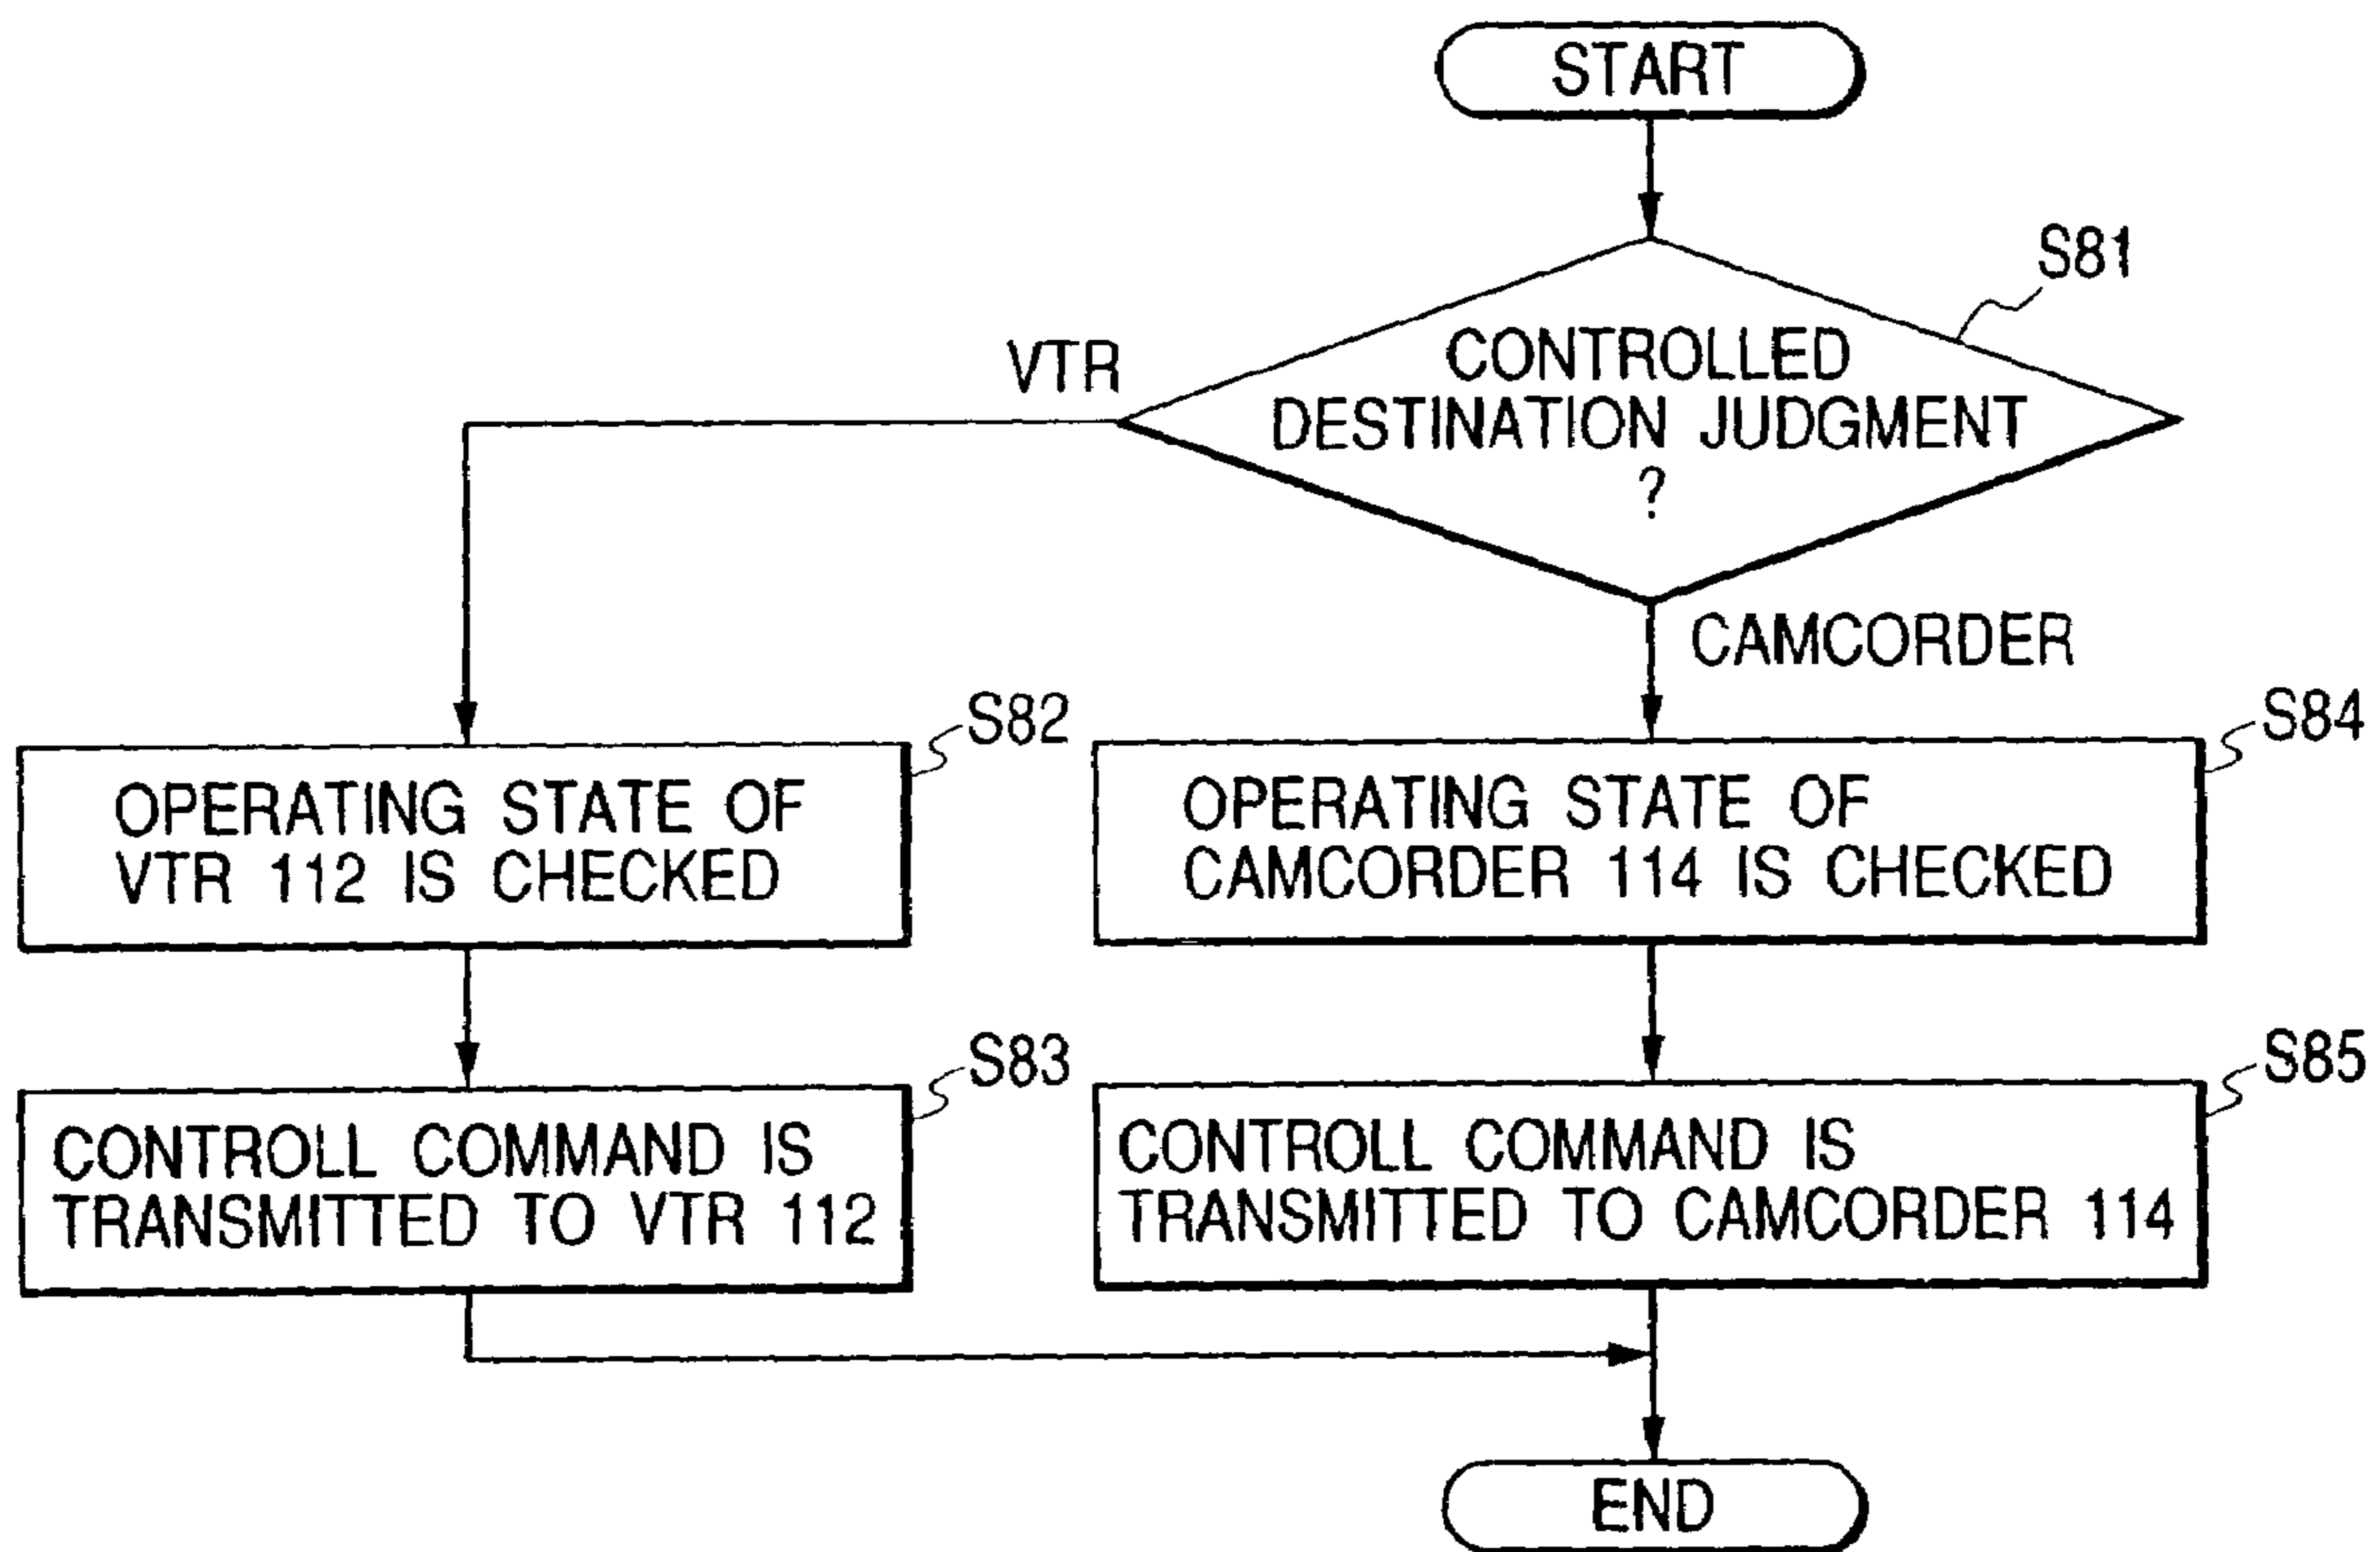 START
S81
CONTROLLED
DESTINATION JUDGMENT
?
VTR
CAMCORDER
S82
OPERATING STATE OF
VTR 112 IS CHECKED
S84
OPERATING STATE OF
CAMCORDER 114 IS CHECKED
S83
CONTROLL COMMAND IS
TRANSMITTED TO VTR 112
S85
CONTROLL COMMAND IS
TRANSMITTED TO CAMCORDER 114
END